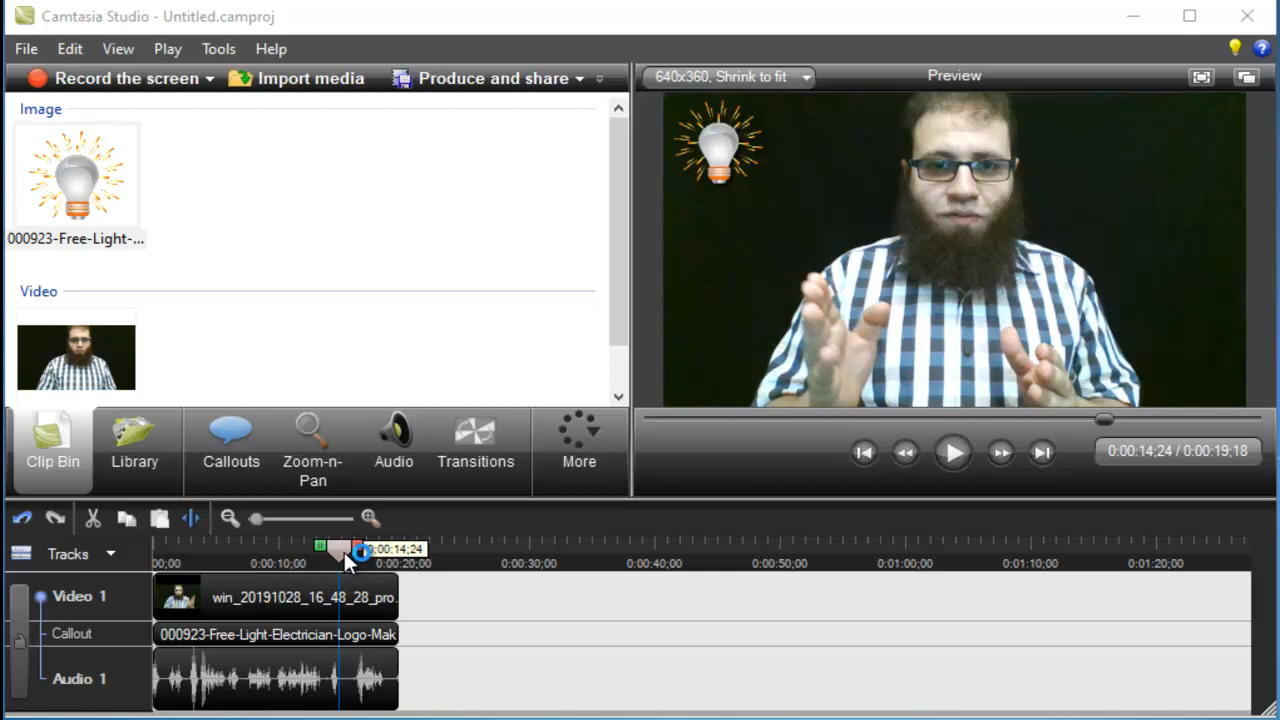 Camtasia Studio - Untitled.camproj
File Edit View Play Tools Help
Record the screen Import media Produce and share
640x360, Shrink to fit Preview
Image
000923-Free-Light-...
Video
Clip Bin Library Callouts Zoom-n-Pan Audio Transitions More
0:00:14;24 / 0:00:19;18
Tracks
0:00:14;24
00;00 0:00:10;00 0:00:20;00 0:00:30;00 0:00:40;00 0:00:50;00 0:01:00;00 0:01:10;00 0:01:20;00
Video 1 win_20191028_16_48_28_pro...
Callout 000923-Free-Light-Electrician-Logo-Mak
Audio 1